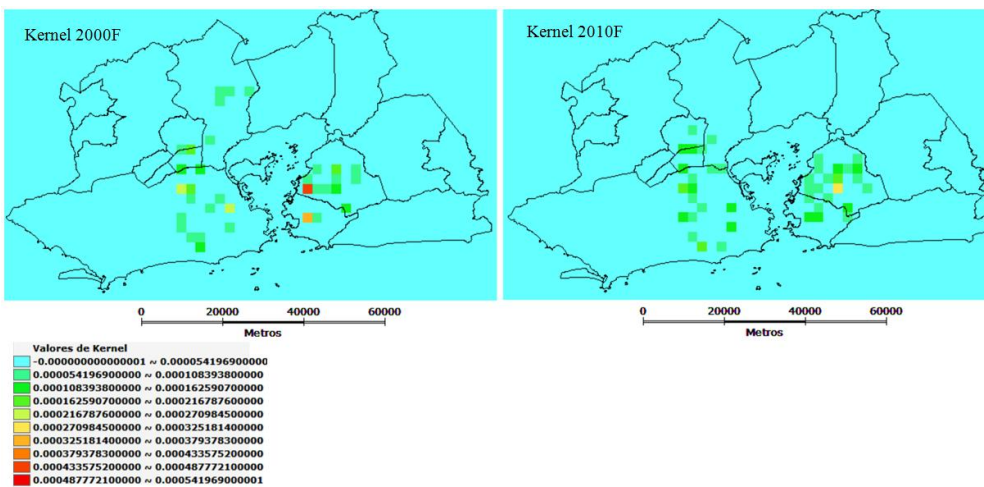 Kernel 2000F
Kernel 2010F
0 20000 40000 60000
Metros
0 20000 40000 60000
Metros
Valores de Kernel
-0.000000000000001 ~ 0.000054196900000
0.000054196900000 ~ 0.000108393800000
0.000108393800000 ~ 0.000162590700000
0.000162590700000 ~ 0.000216787600000
0.000216787600000 ~ 0.000270984500000
0.000270984500000 ~ 0.000325181400000
0.000325181400000 ~ 0.000379378300000
0.000379378300000 ~ 0.000433575200000
0.000433575200000 ~ 0.000487772100000
0.000487772100000 ~ 0.000541969000001